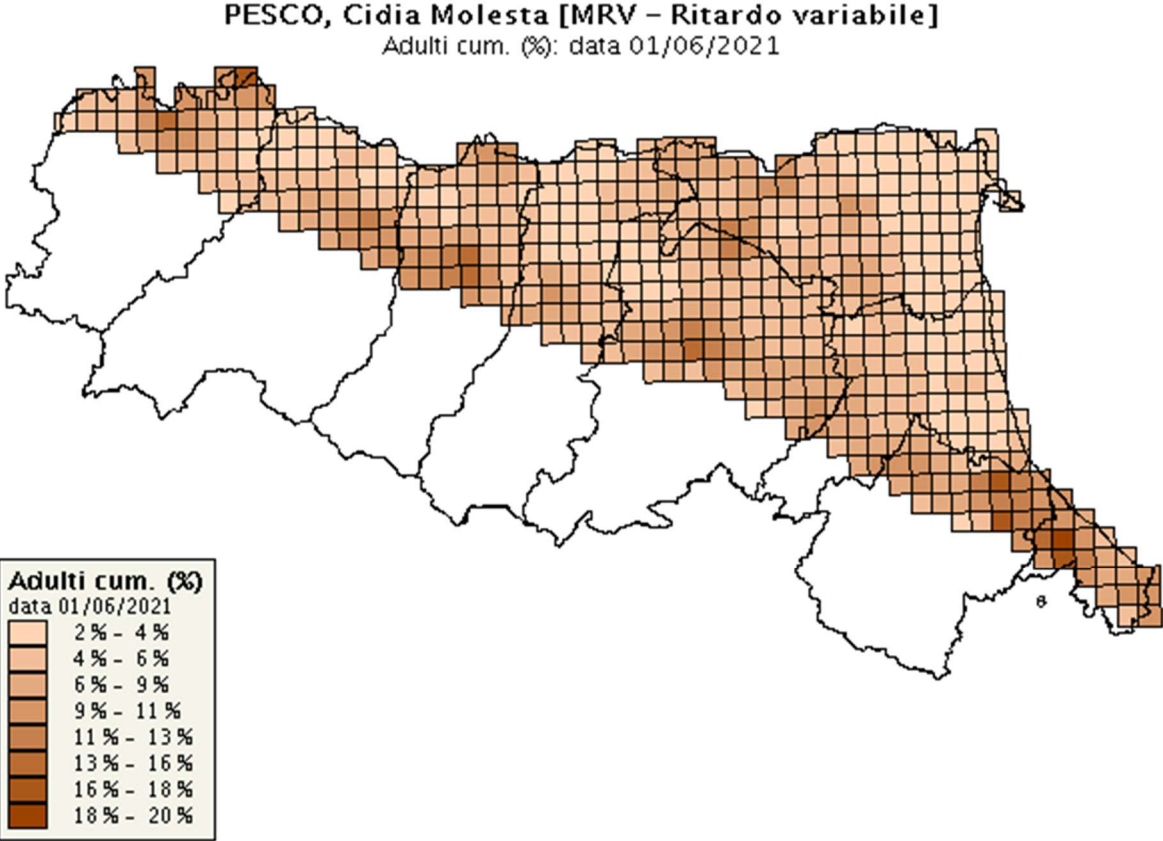 PESCO, Cidia Molesta [MRV – Ritardo variabile]
Adulti cum. (%): data 01/06/2021
Adulti cum. (%)
data 01/06/2021
2% - 4%
4% - 6%
6% - 9%
9% - 11%
11% - 13%
13% - 16%
16% - 18%
18% - 20%